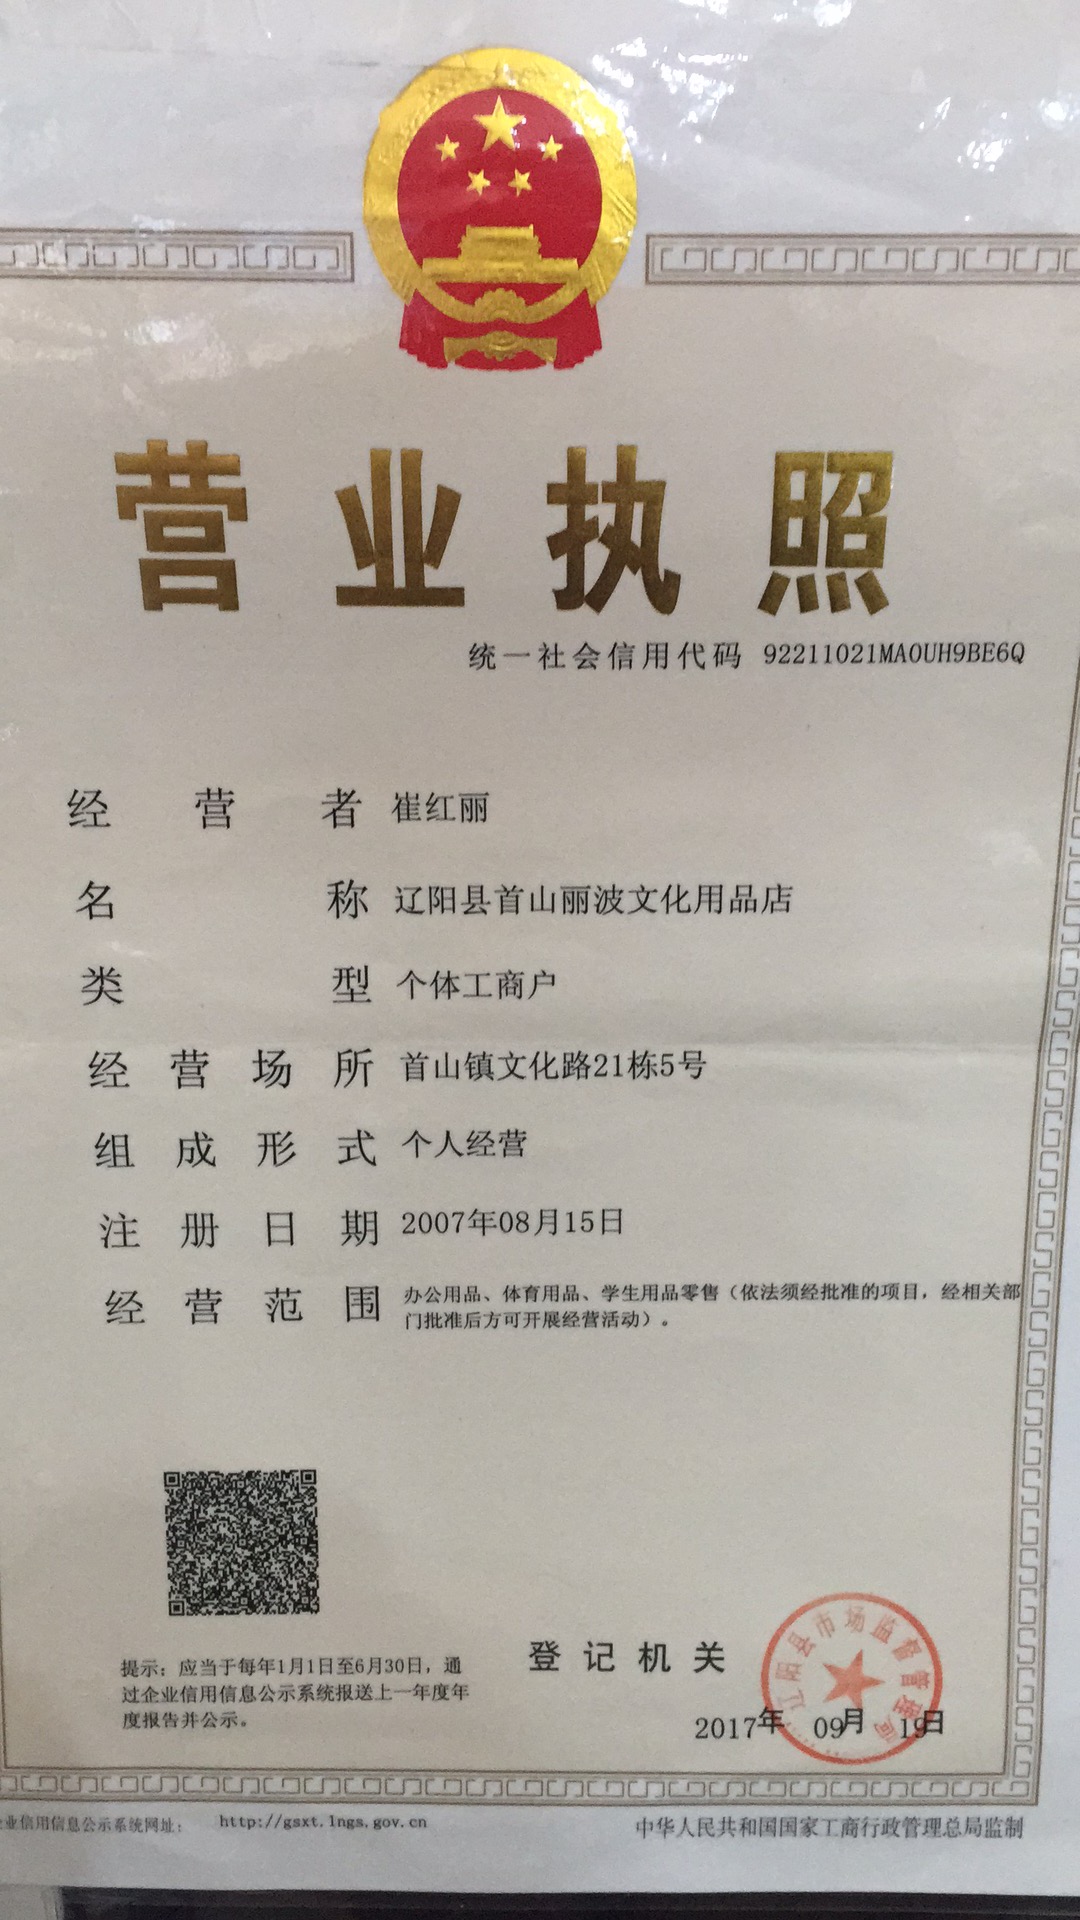 营业执照
统一社会信用代码 92211021MA0UH9BE6Q
经营者 崔红丽
名称 辽阳县首山丽波文化用品店
类型 个体工商户
经营场所 首山镇文化路21栋5号
组成形式 个人经营
注册日期 2007年08月15日
经营范围 办公用品、体育用品、学生用品零售（依法须经批准的项目，经相关部
门批准后方可开展经营活动）。
登记机关
辽阳县市场监督管理局
2017年 09月 19日
提示：应当于每年1月1日至6月30日，通
过企业信用信息公示系统报送上一年度年
度报告并公示。
业信用信息公示系统网址： http://gsxt.lngs.gov.cn
中华人民共和国国家工商行政管理总局监制